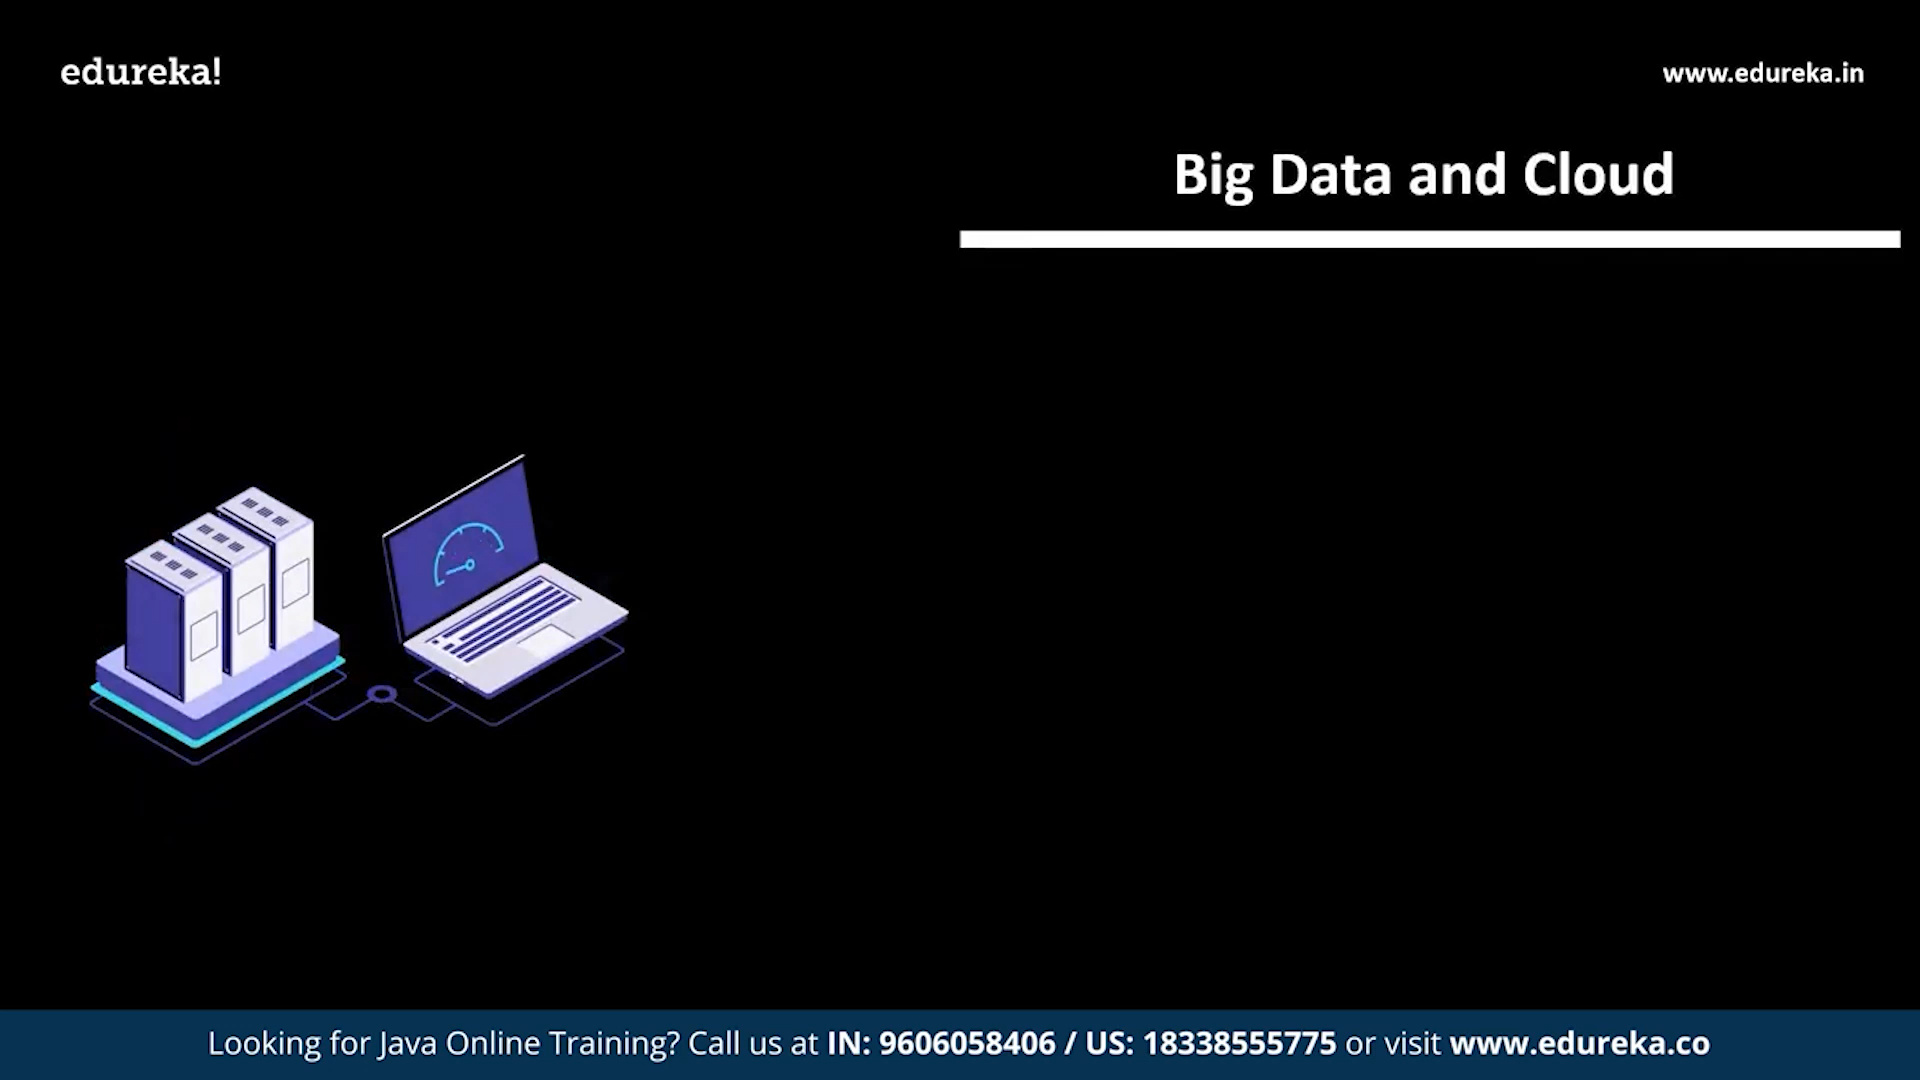 edureka!
www.edureka.in
Big Data and Cloud
Looking for Java Online Training? Call us at IN: 9606058406 / US: 18338555775 or visit www.edureka.co